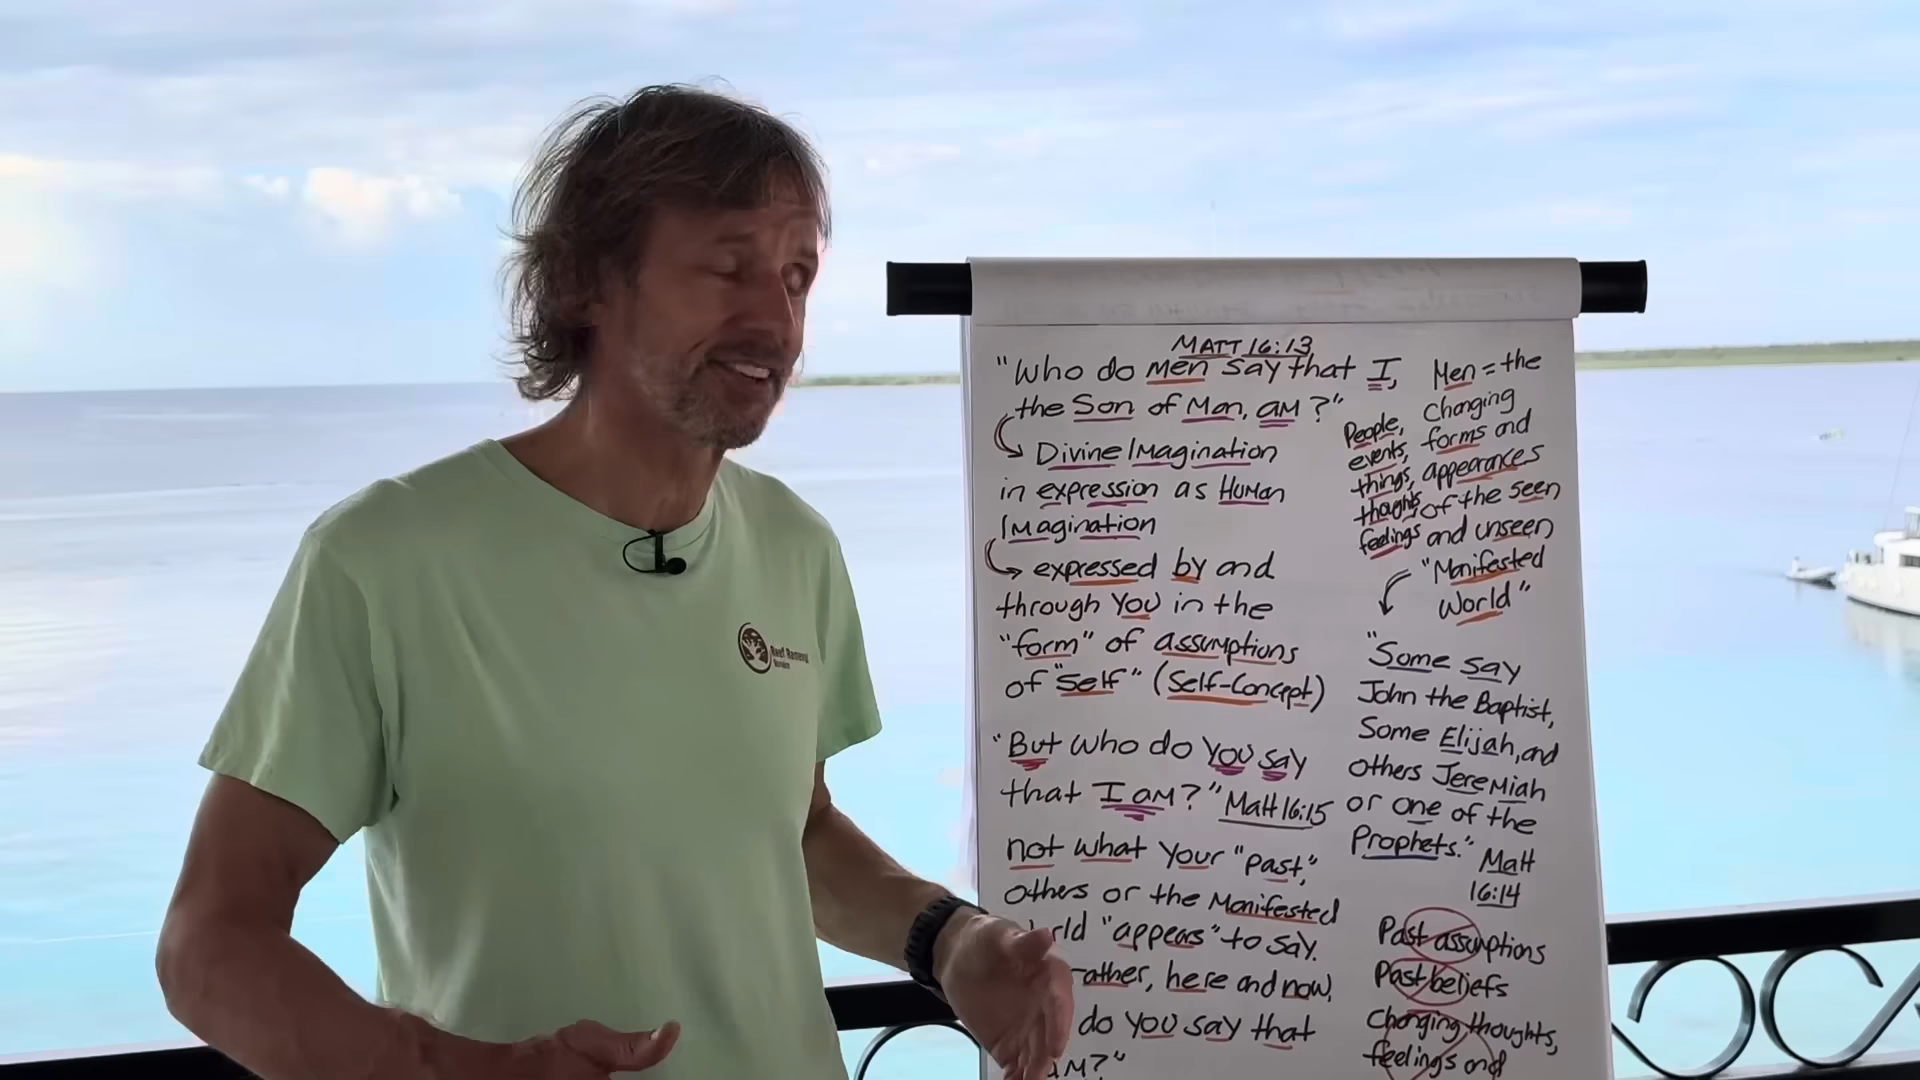 MATT 16:13
"Who do men say that I,
the Son of Man, am?"
Divine Imagination
in expression as Human
Imagination
expressed by and
through You in the
"form" of assumptions
of "self" (Self-Concept)
"But who do you say
that I am?" Matt 16:15
not what your "past,"
others or the Manifested
"appears" to say.
here and now,
do you say that
Men = the
changing
forms and
appearances
of the seen
and unseen
"Manifested
World"
People,
events,
things,
thoughts,
feelings
"Some say
John the Baptist,
Some Elijah, and
others Jeremiah
or one of the
Prophets." Matt
16:14
Past assumptions
Past beliefs
Changing thoughts,
feelings and
Reef